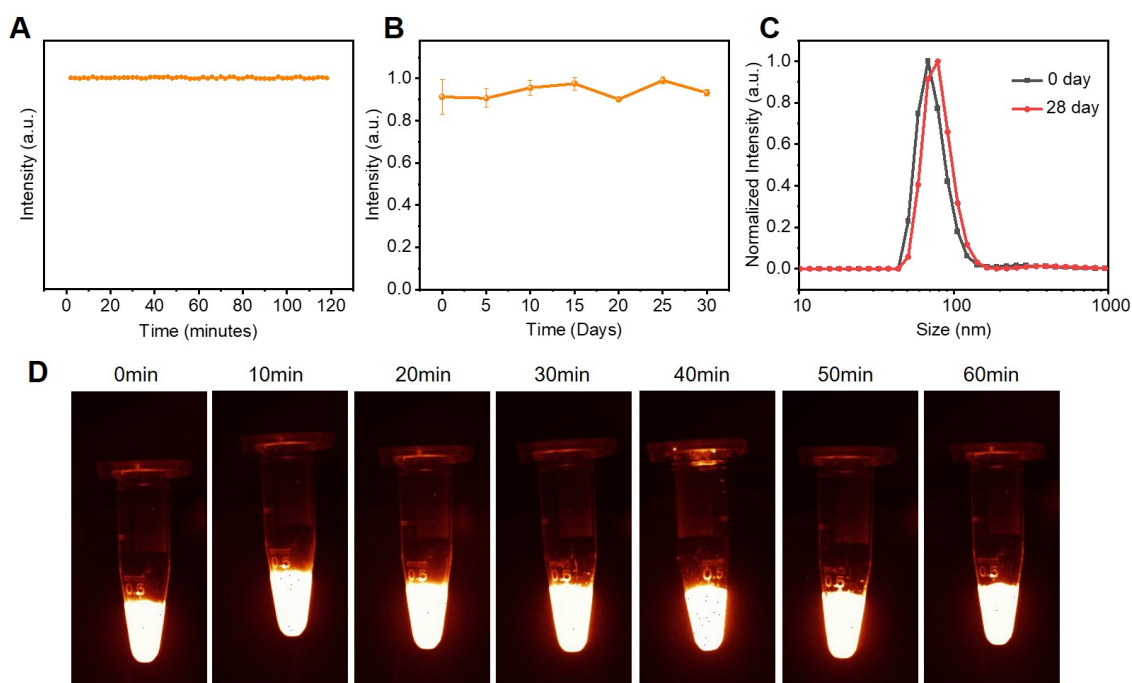 A
Intensity (a.u.)
0 20 40 60 80 100 120
Time (minutes)
B
Intensity (a.u.)
1.0
0.8
0.6
0.4
0.2
0.0
0 5 10 15 20 25 30
Time (Days)
C
Normalized Intensity (a.u.)
1.0
0.8
0.6
0.4
0.2
0.0
0 day
28 day
10 100 1000
Size (nm)
D
0min 10min 20min 30min 40min 50min 60min
0.5 0.5 0.5 0.5 0.5 0.5 0.5